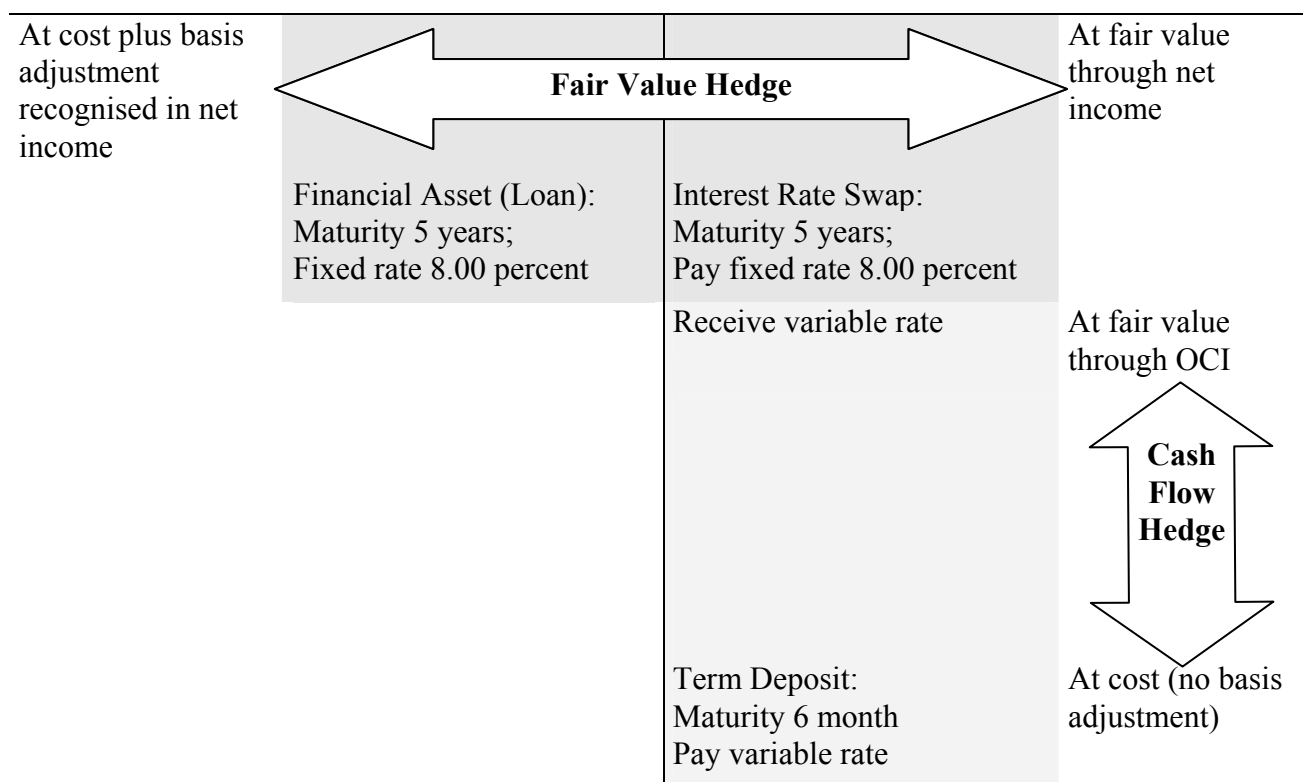 At cost plus basis
adjustment
recognised in net
income
Fair Value Hedge
At fair value
through net
income
Financial Asset (Loan):
Maturity 5 years;
Fixed rate 8.00 percent
Interest Rate Swap:
Maturity 5 years;
Pay fixed rate 8.00 percent
Receive variable rate
At fair value
through OCI
Cash
Flow
Hedge
Term Deposit:
Maturity 6 month
Pay variable rate
At cost (no basis
adjustment)